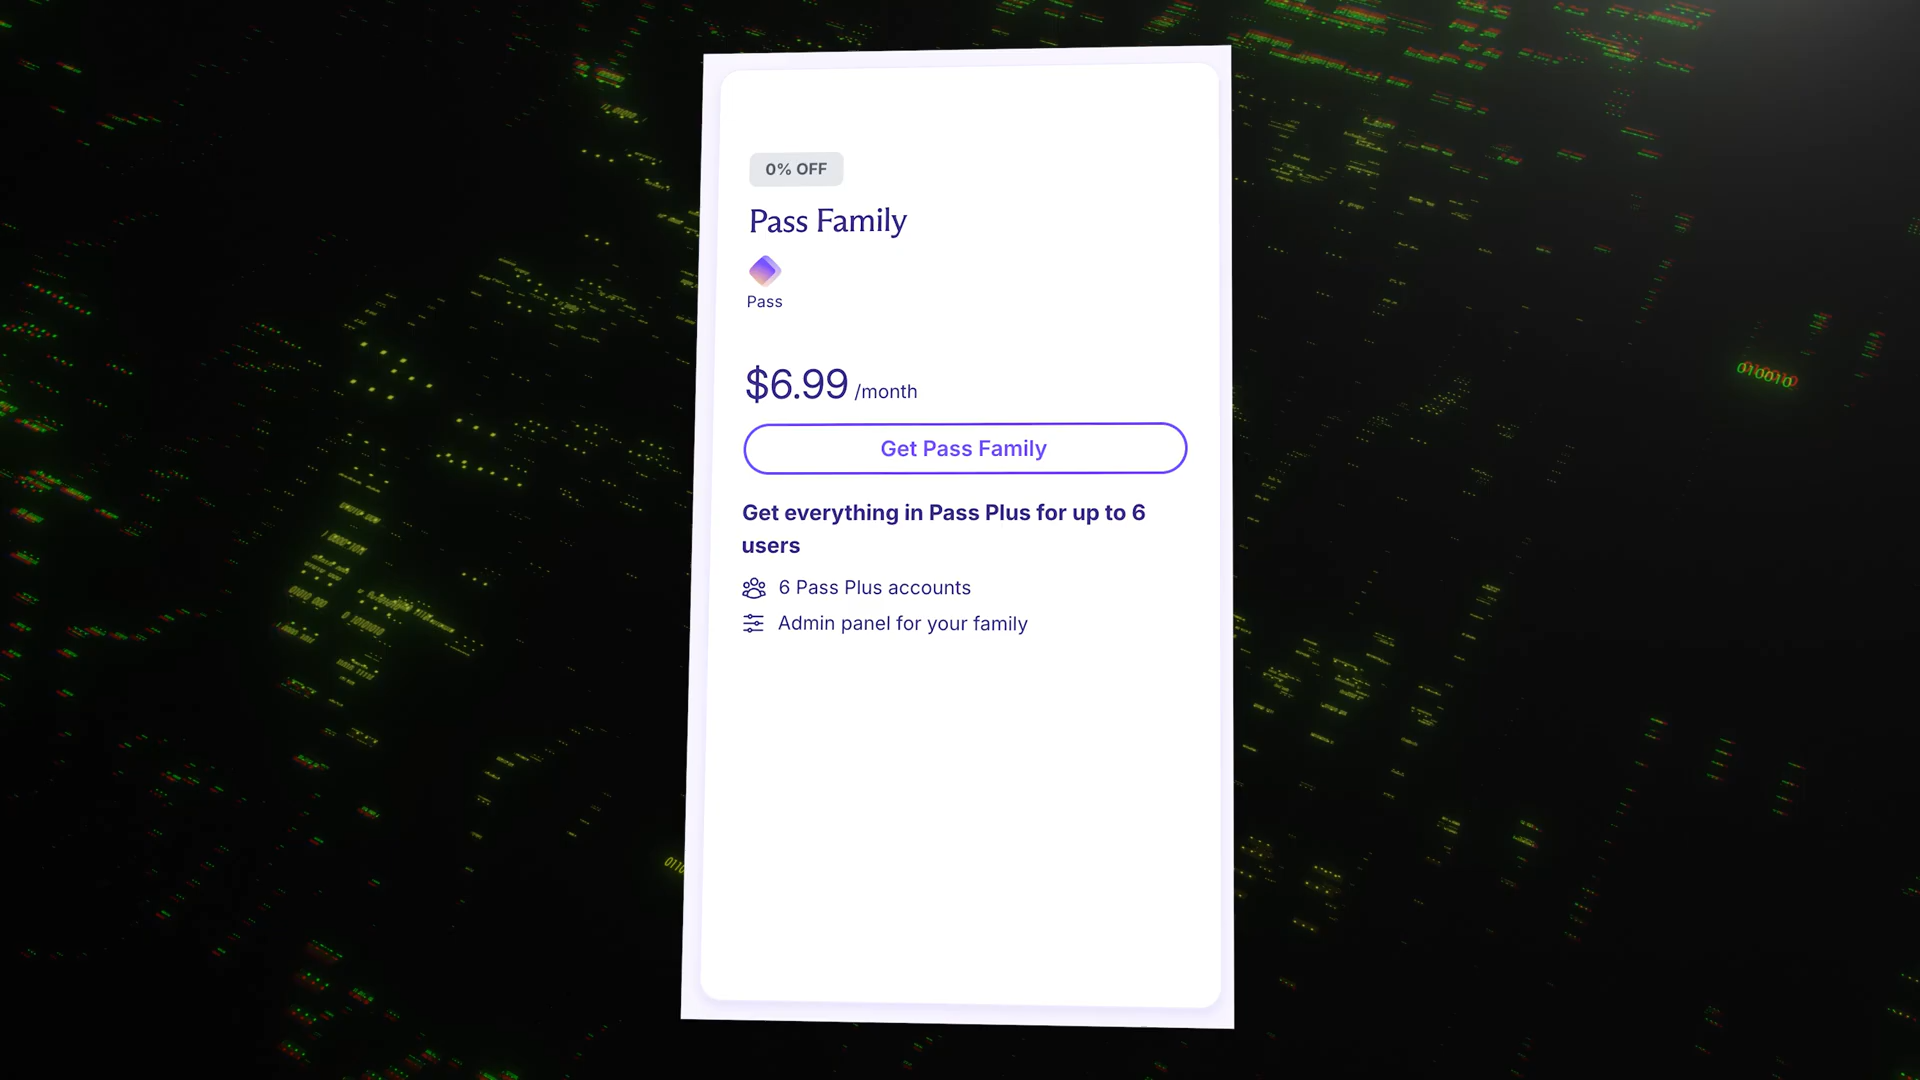 0% OFF
Pass Family
Pass
$6.99 /month
Get Pass Family
Get everything in Pass Plus for up to 6
users
6 Pass Plus accounts
Admin panel for your family
010010